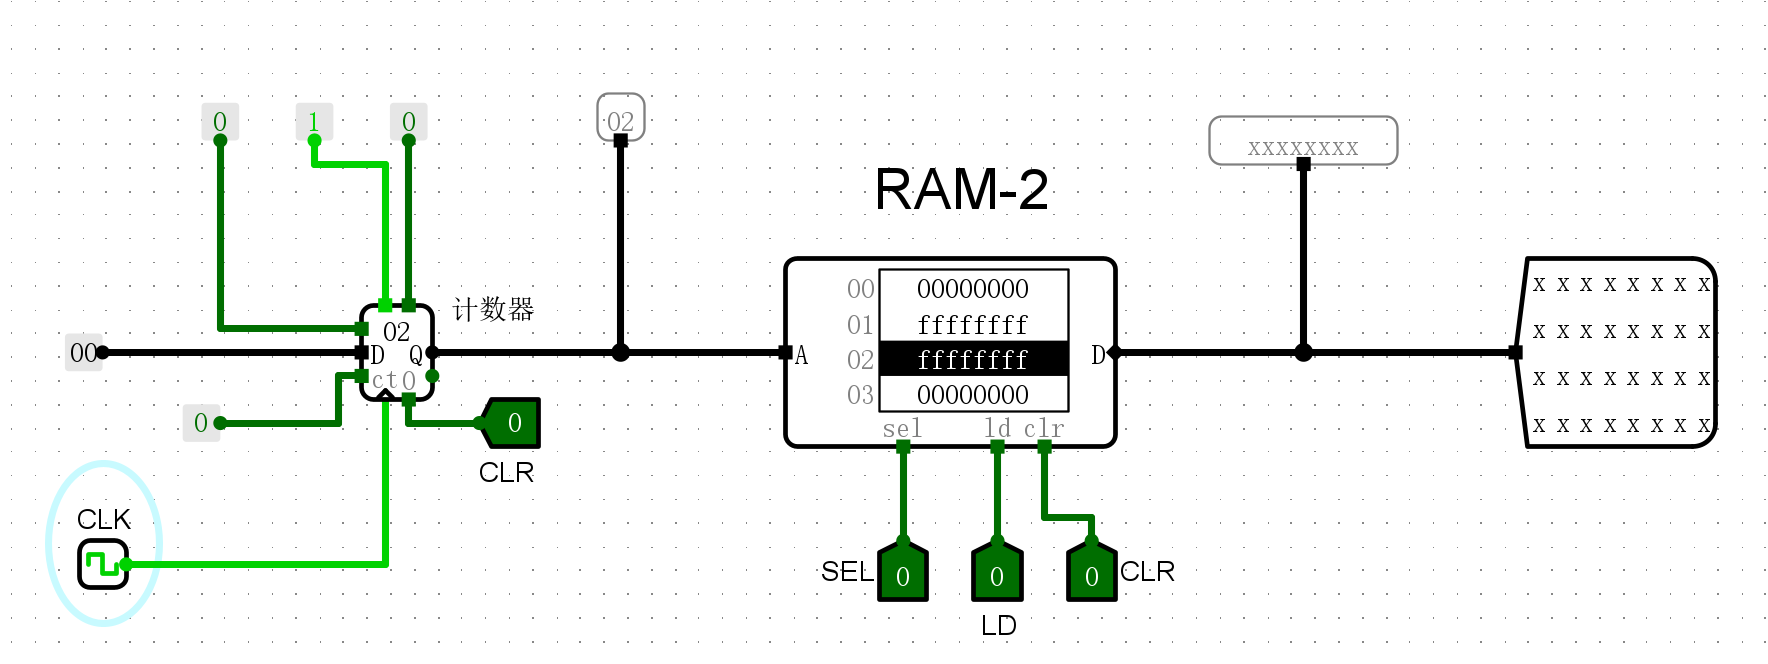 0 1 0 02
xxxxxxxx
RAM-2
计数器
02
00 D Q
ct 0
0
0
CLR
CLK
A
00 00000000
01 ffffffff
02 ffffffff
03 00000000
D
sel ld clr
SEL 0 0 0 CLR
LD
x x x x x x x x
x x x x x x x x
x x x x x x x x
x x x x x x x x